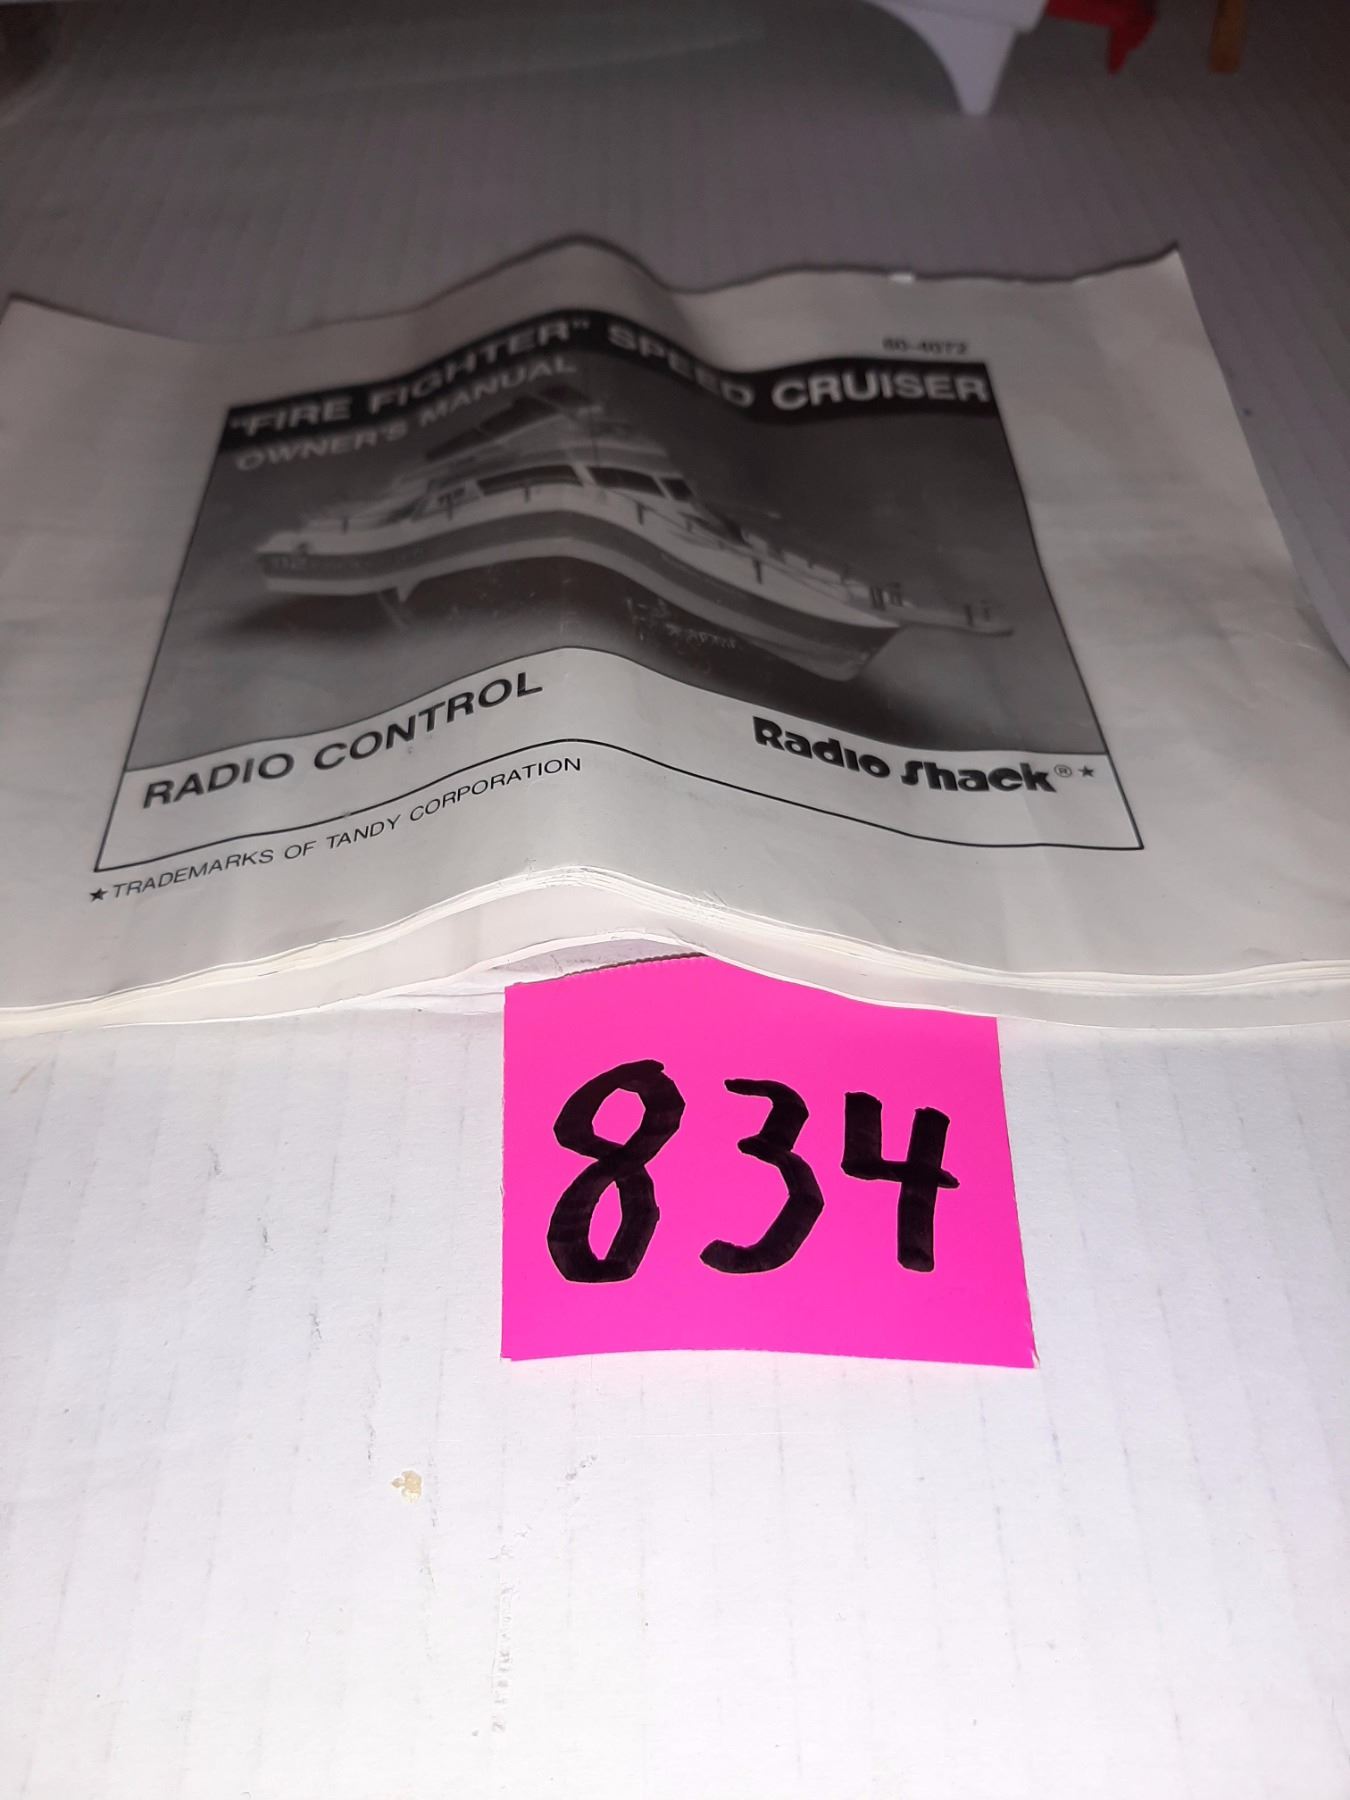 60-4072
"FIRE FIGHTER" SPEED CRUISER
OWNER'S MANUAL
RADIO CONTROL
Radio Shack®★
★TRADEMARKS OF TANDY CORPORATION
834